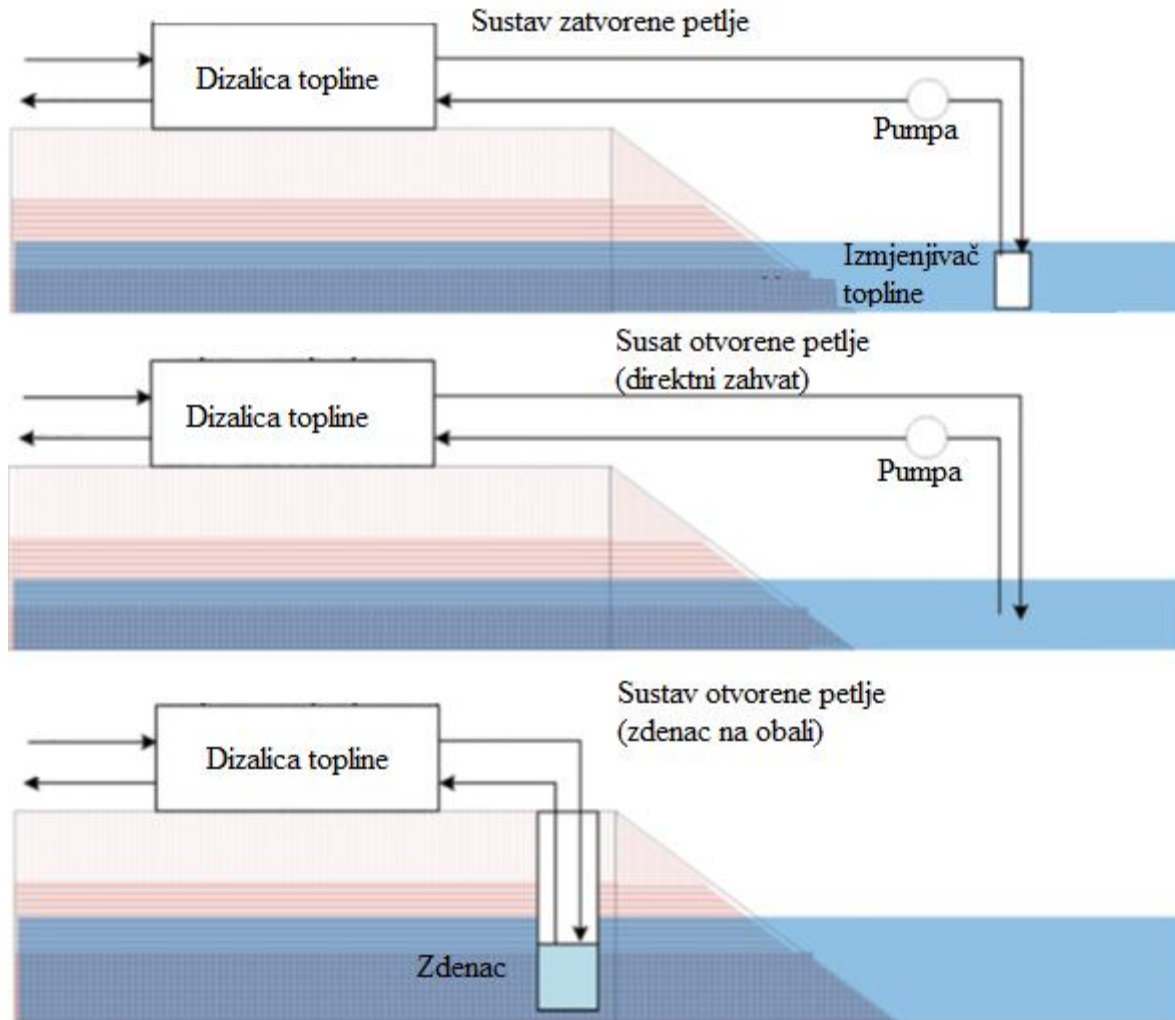 Sustav zatvorene petlje
Dizalica topline
Pumpa
Izmjenjivač
topline
Susat otvorene petlje
(direktni zahvat)
Dizalica topline
Pumpa
Sustav otvorene petlje
(zdenac na obali)
Dizalica topline
Zdenac